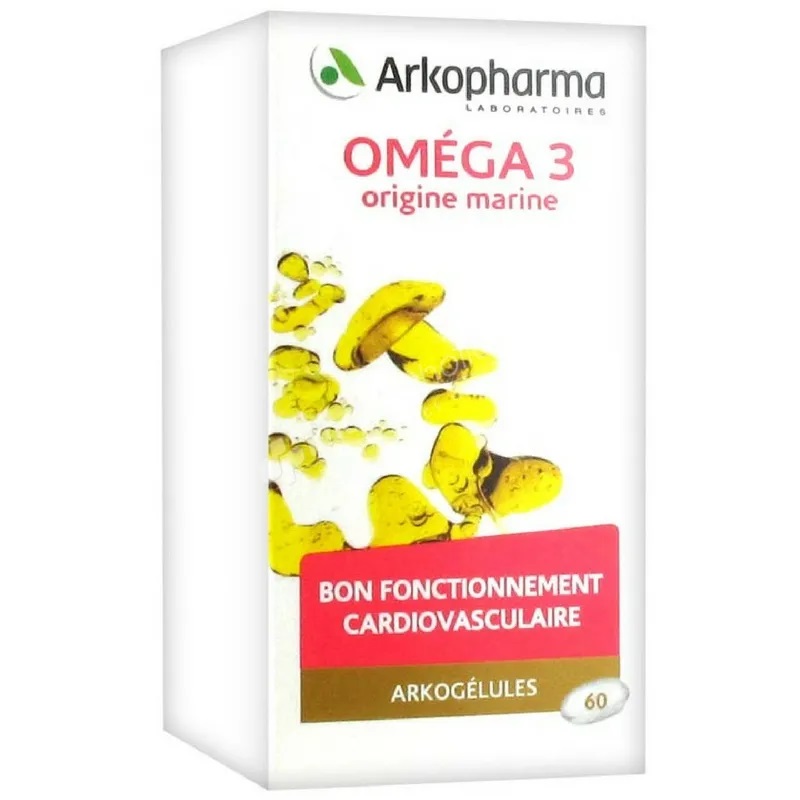 Arkopharma
LABORATOIRES
OMÉGA 3
origine marine
BON FONCTIONNEMENT
CARDIOVASCULAIRE
ARKOGÉLULES
60